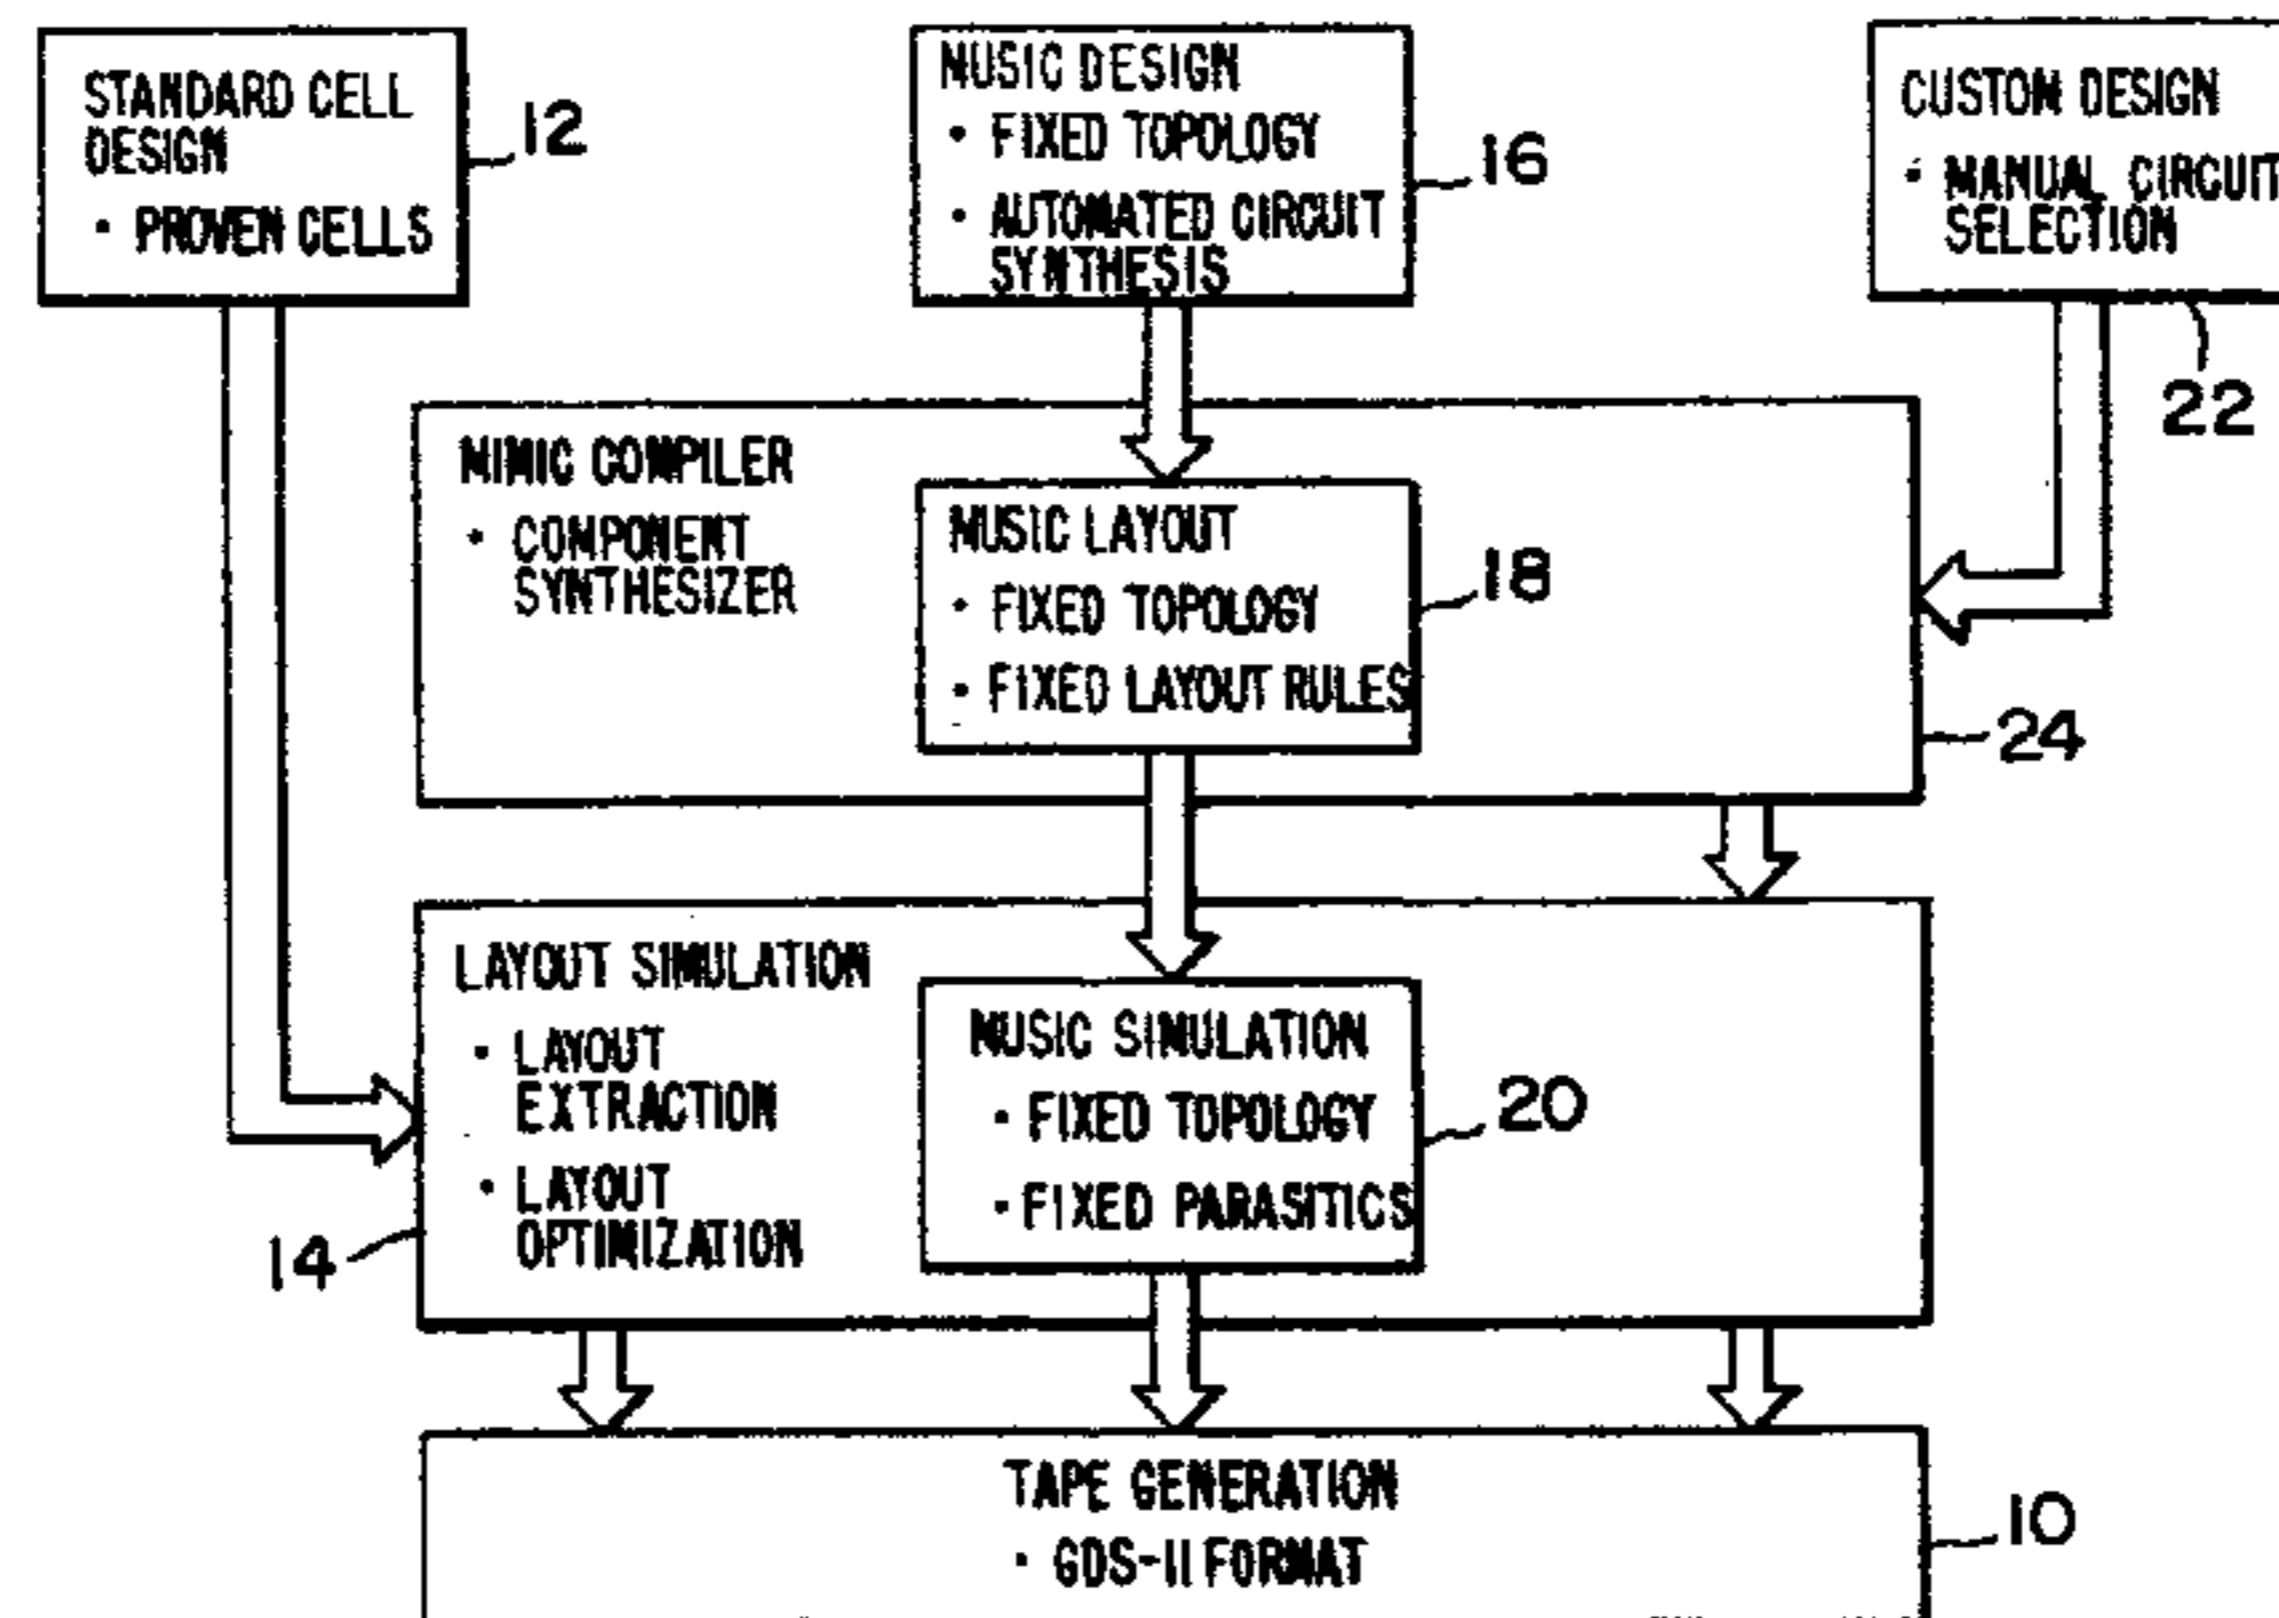 STANDARD CELL
DESIGN
• PROVEN CELLS
12
MUSIC DESIGN
• FIXED TOPOLOGY
• AUTOMATED CIRCUIT
SYNTHESIS
16
CUSTOM DESIGN
• MANUAL CIRCUIT
SELECTION
22
MIMIC COMPILER
• COMPONENT
SYNTHESIZER
MUSIC LAYOUT
• FIXED TOPOLOGY
• FIXED LAYOUT RULES
18
24
LAYOUT SIMULATION
• LAYOUT
EXTRACTION
• LAYOUT
OPTIMIZATION
14
MUSIC SIMULATION
• FIXED TOPOLOGY
• FIXED PARASITICS
20
TAPE GENERATION
• GDS-II FORMAT
10